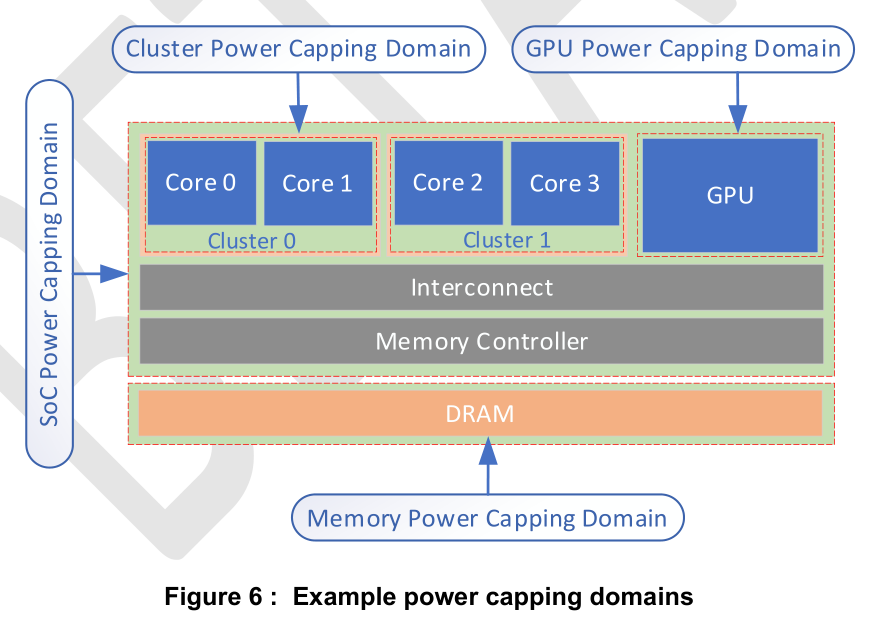 Cluster Power Capping Domain
GPU Power Capping Domain
SoC Power Capping Domain
Core 0
Core 1
Core 2
Core 3
GPU
Cluster 0
Cluster 1
Interconnect
Memory Controller
DRAM
Memory Power Capping Domain
Figure 6 : Example power capping domains